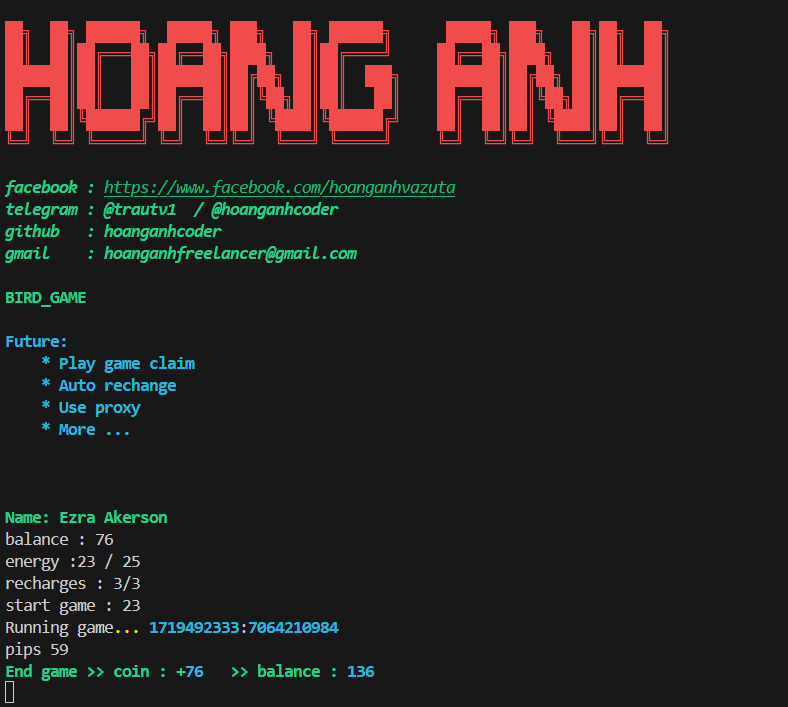 HOANG ANH
facebook : https://www.facebook.com/hoanganhvazuta
telegram : @trautv1 / @hoanganhcoder
github : hoanganhcoder
gmail : hoanganhfreelancer@gmail.com
BIRD_GAME
Future:
* Play game claim
* Auto rechange
* Use proxy
* More ...
Name: Ezra Akerson
balance : 76
energy :23 / 25
recharges : 3/3
start game : 23
Running game... 1719492333:7064210984
pips 59
End game >> coin : +76 >> balance : 136